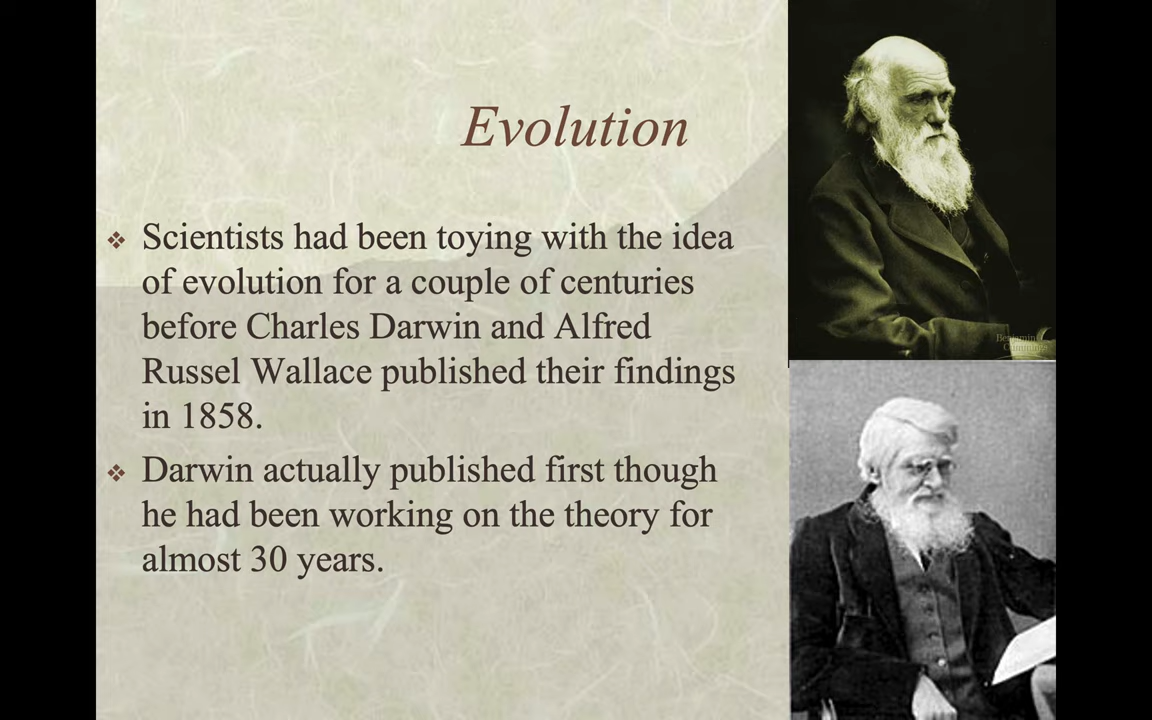 Evolution
❖ Scientists had been toying with the idea
of evolution for a couple of centuries
before Charles Darwin and Alfred
Russel Wallace published their findings
in 1858.
❖ Darwin actually published first though
he had been working on the theory for
almost 30 years.